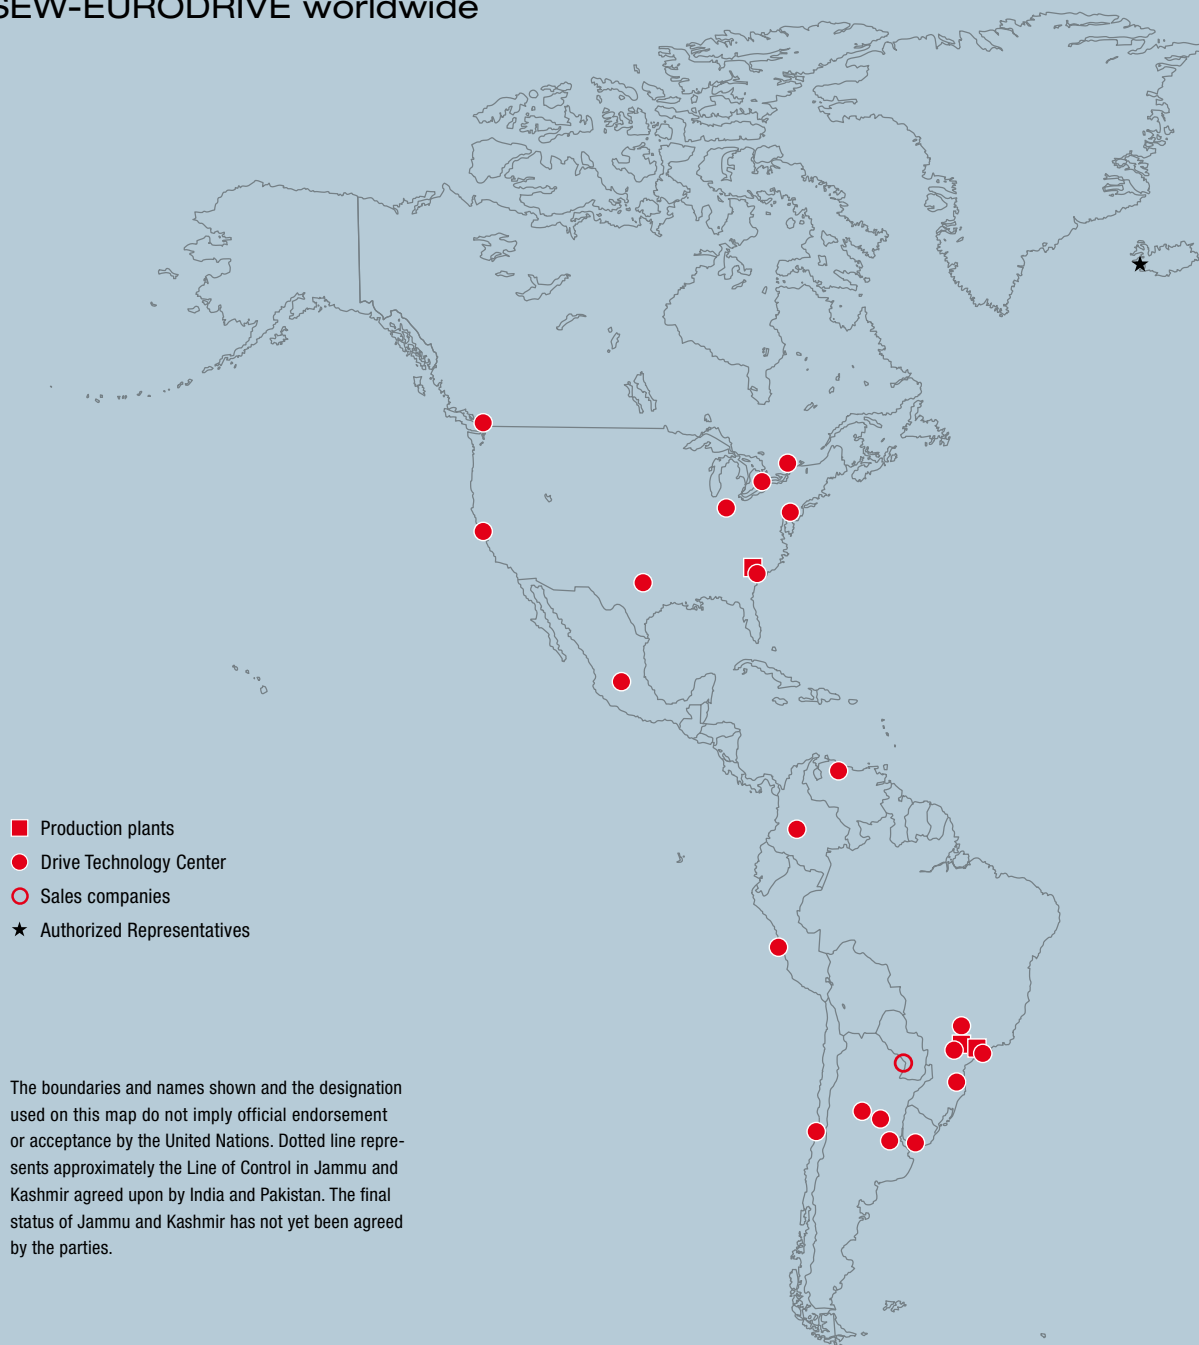 SEW-EURODRIVE worldwide
Production plants
Drive Technology Center
Sales companies
Authorized Representatives
The boundaries and names shown and the designation
used on this map do not imply official endorsement
or acceptance by the United Nations. Dotted line repre-
sents approximately the Line of Control in Jammu and
Kashmir agreed upon by India and Pakistan. The final
status of Jammu and Kashmir has not yet been agreed
by the parties.